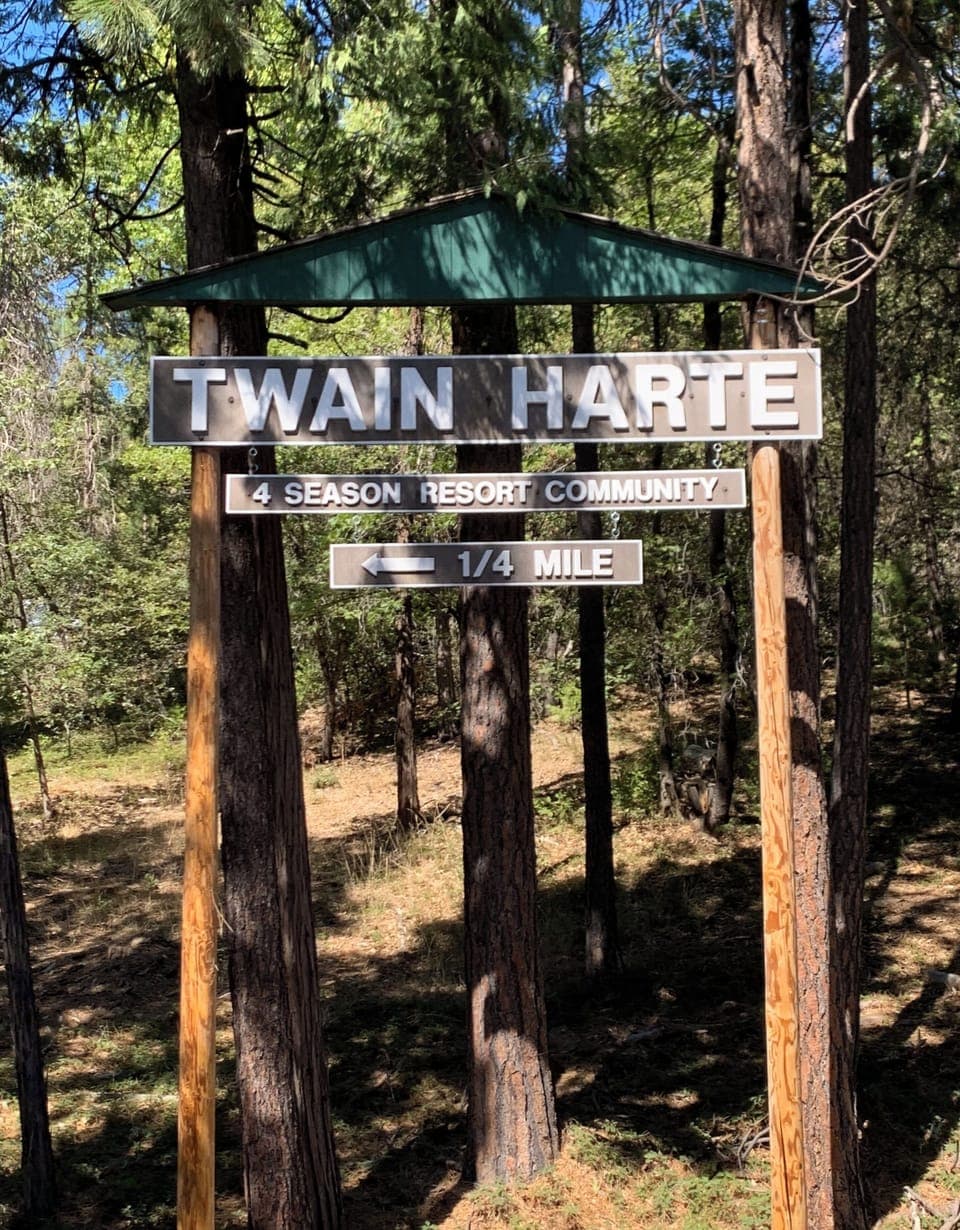 TWAIN HARTE
4 SEASON RESORT COMMUNITY
← 1/4 MILE